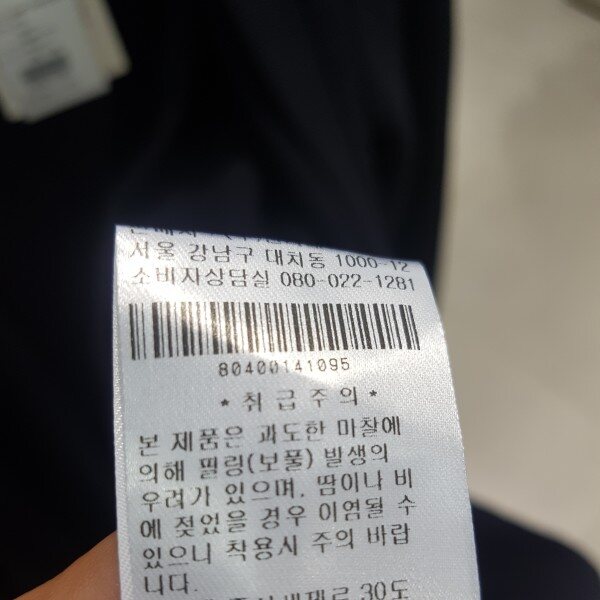 서울 강남구 대치동 1000-12
소비자상담실 080-022-1281
80400141095
* 취급주의 *
본 제품은 과도한 마찰에
의해 필링(보풀) 발생의
우려가 있으며, 땀이나 비
에 젖었을 경우 이염될 수
있으니 착용시 주의 바랍
니다.
30도